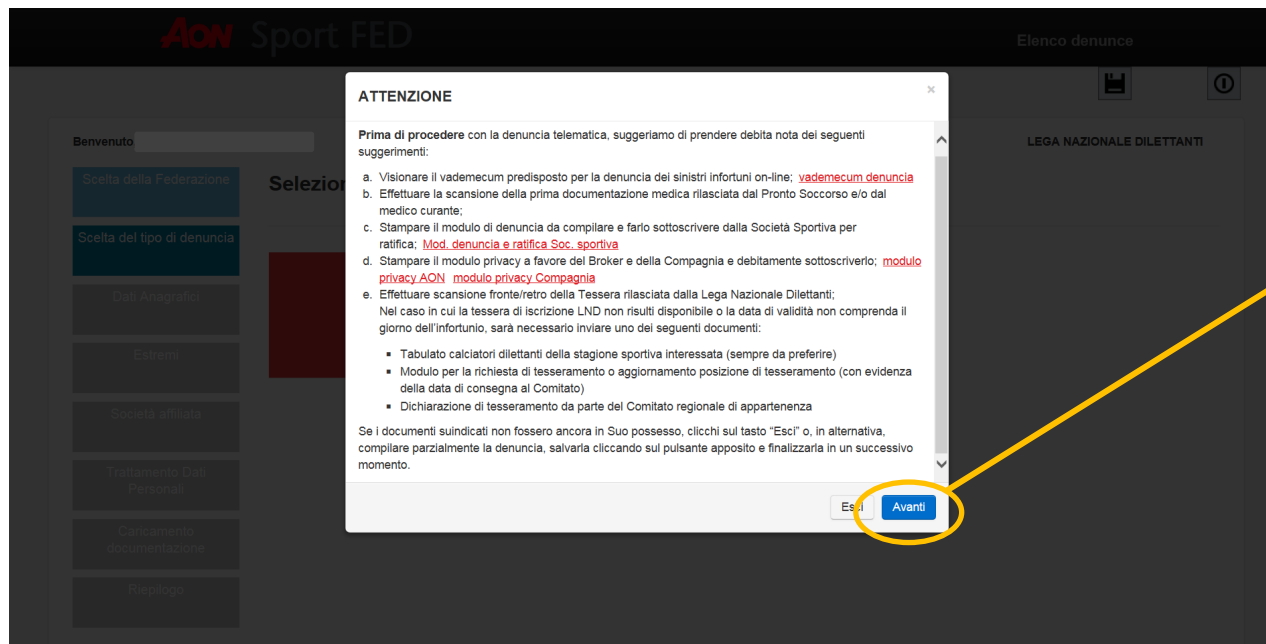 AON Sport FED
Elenco denunce
ATTENZIONE
×
Prima di procedere con la denuncia telematica, suggeriamo di prendere debita nota dei seguenti
suggerimenti:
a. Visionare il vademecum predisposto per la denuncia dei sinistri infortuni on-line; vademecum denuncia
b. Effettuare la scansione della prima documentazione medica rilasciata dal Pronto Soccorso e/o dal
medico curante;
c. Stampare il modulo di denuncia da compilare e farlo sottoscrivere dalla Società Sportiva per
ratifica; Mod. denuncia e ratifica Soc. sportiva
d. Stampare il modulo privacy a favore del Broker e della Compagnia e debitamente sottoscriverlo; modulo
privacy AON modulo privacy Compagnia
e. Effettuare scansione fronte/retro della Tessera rilasciata dalla Lega Nazionale Dilettanti;
Nel caso in cui la tessera di iscrizione LND non risulti disponibile o la data di validità non comprenda il
giorno dell'infortunio, sarà necessario inviare uno dei seguenti documenti:
▪ Tabulato calciatori dilettanti della stagione sportiva interessata (sempre da preferire)
▪ Modulo per la richiesta di tesseramento o aggiornamento posizione di tesseramento (con evidenza
della data di consegna al Comitato)
▪ Dichiarazione di tesseramento da parte del Comitato regionale di appartenenza
Se i documenti suindicati non fossero ancora in Suo possesso, clicchi sul tasto “Esci” o, in alternativa,
compilare parzialmente la denuncia, salvarla cliccando sul pulsante apposito e finalizzarla in un successivo
momento.
Esci Avanti
Benvenuto
LEGA NAZIONALE DILETTANTI
Selezion
Scelta della Federazione
Scelta del tipo di denuncia
Dati Anagrafici
Estremi
Società affiliata
Trattamento Dati
Personali
Caricamento
documentazione
Riepilogo